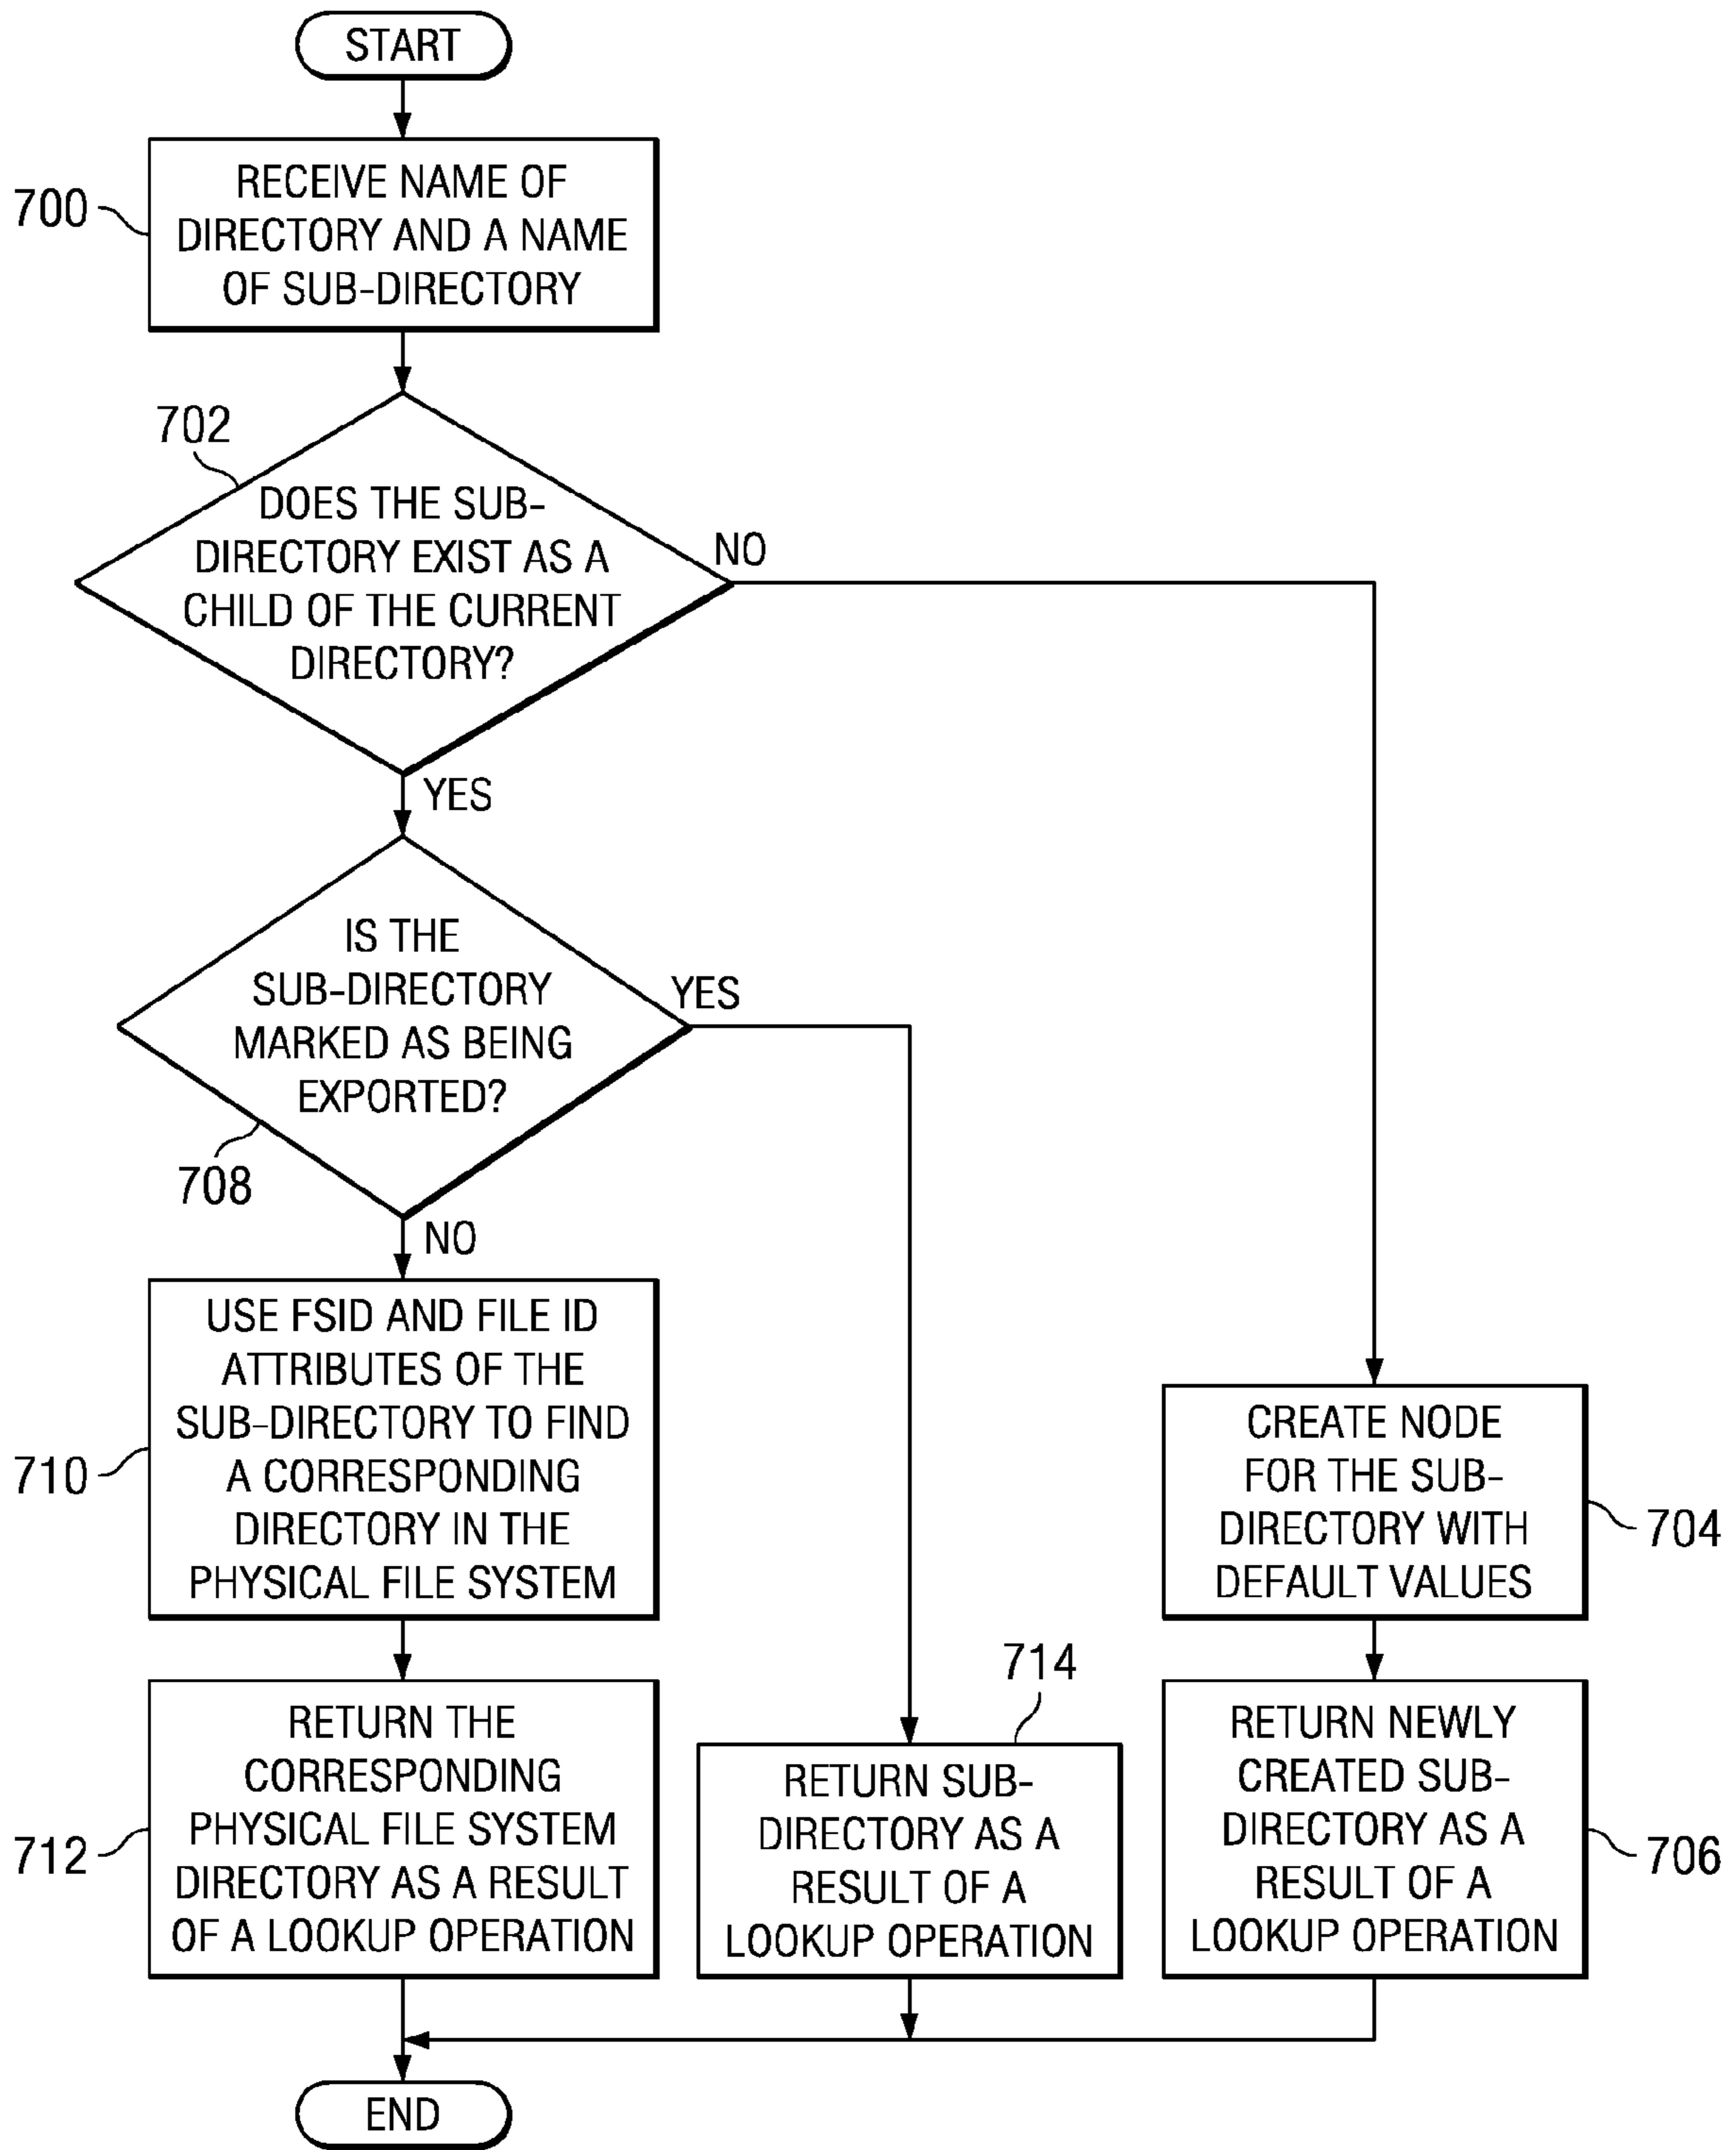 START
700
RECEIVE NAME OF
DIRECTORY AND A NAME
OF SUB-DIRECTORY
702
DOES THE SUB-
DIRECTORY EXIST AS A
CHILD OF THE CURRENT
DIRECTORY?
NO
YES
IS THE
SUB-DIRECTORY
MARKED AS BEING
EXPORTED?
YES
708
NO
710
USE FSID AND FILE ID
ATTRIBUTES OF THE
SUB-DIRECTORY TO FIND
A CORRESPONDING
DIRECTORY IN THE
PHYSICAL FILE SYSTEM
CREATE NODE
FOR THE SUB-
DIRECTORY WITH
DEFAULT VALUES
704
712
RETURN THE
CORRESPONDING
PHYSICAL FILE SYSTEM
DIRECTORY AS A RESULT
OF A LOOKUP OPERATION
714
RETURN SUB-
DIRECTORY AS A
RESULT OF A
LOOKUP OPERATION
RETURN NEWLY
CREATED SUB-
DIRECTORY AS A
RESULT OF A
LOOKUP OPERATION
706
END